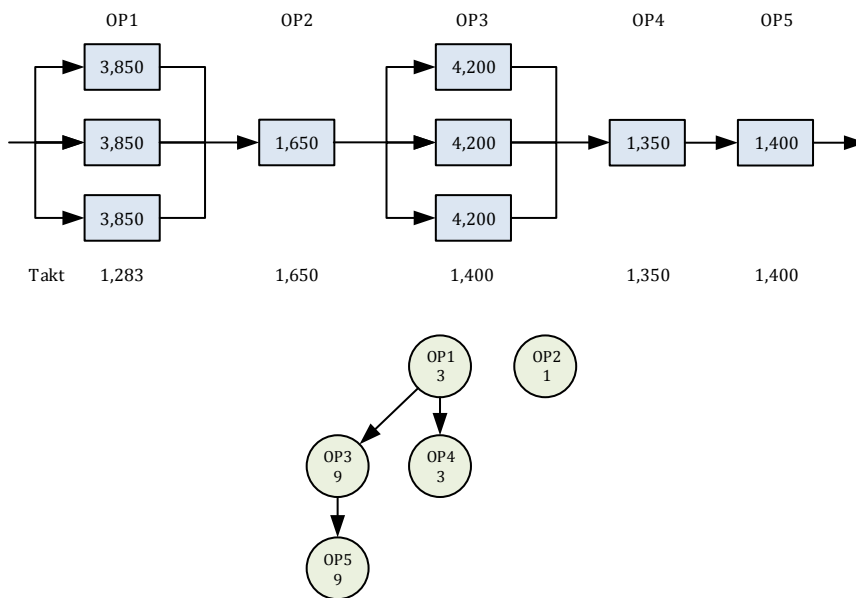 OP1 OP2 OP3 OP4 OP5
3,850 4,200
3,850 1,650 4,200 1,350 1,400
3,850 4,200
Takt 1,283 1,650 1,400 1,350 1,400
OP1 OP2
3 1
OP3 OP4
9 3
OP5
9